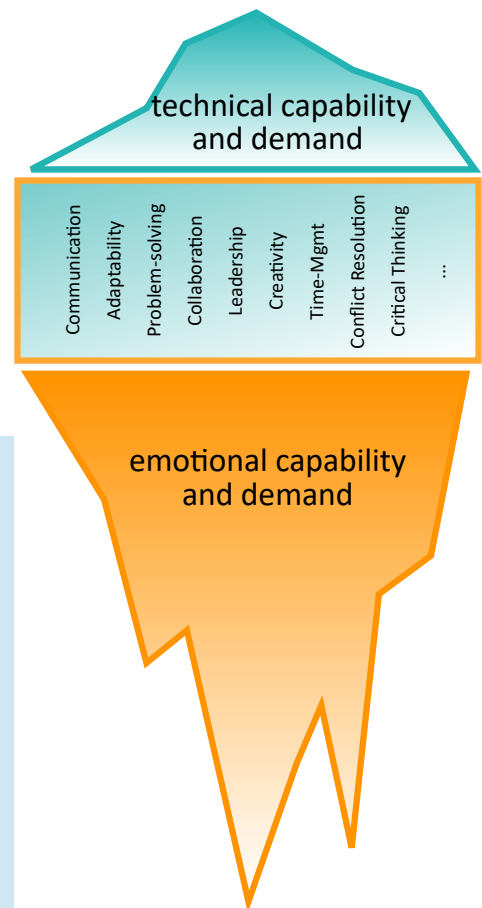 technical capability
and demand
Communication
Adaptability
Problem-solving
Collaboration
Leadership
Creativity
Time-Mgmt
Conflict Resolution
Critical Thinking
...
emotional capability
and demand